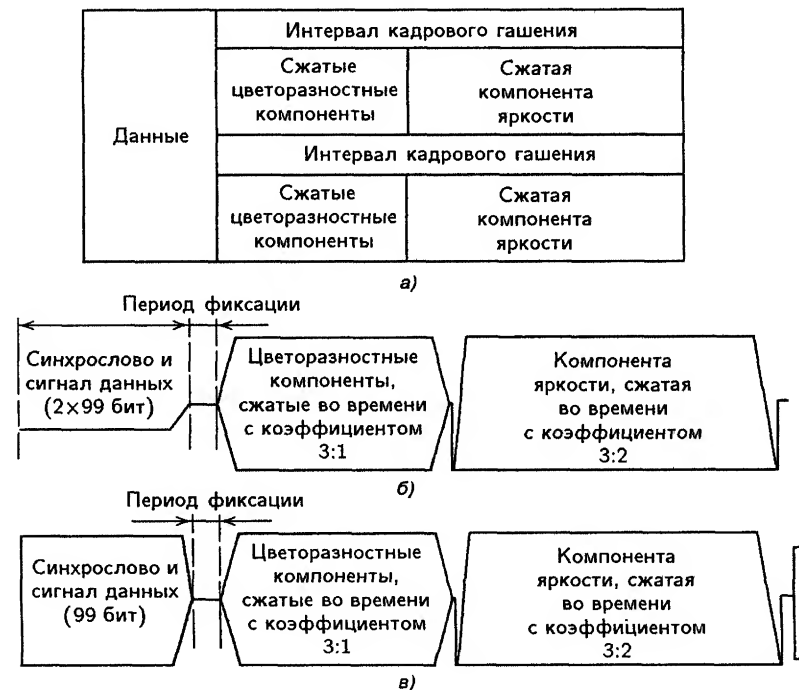 Интервал кадрового гашения
Сжатые
цветоразностные
компоненты
Сжатая
компонента
яркости
Данные
Интервал кадрового гашения
Сжатые
цветоразностные
компоненты
Сжатая
компонента
яркости
а)
Период фиксации
Синхрослово и
сигнал данных
(2×99 бит)
Цветоразностные
компоненты,
сжатые во времени
с коэффициентом
3:1
Компонента
яркости, сжатая
во времени
с коэффициентом
3:2
б)
Период фиксации
Синхрослово и
сигнал данных
(99 бит)
Цветоразностные
компоненты,
сжатые во времени
с коэффициентом
3:1
Компонента
яркости, сжатая
во времени
с коэффициентом
3:2
в)